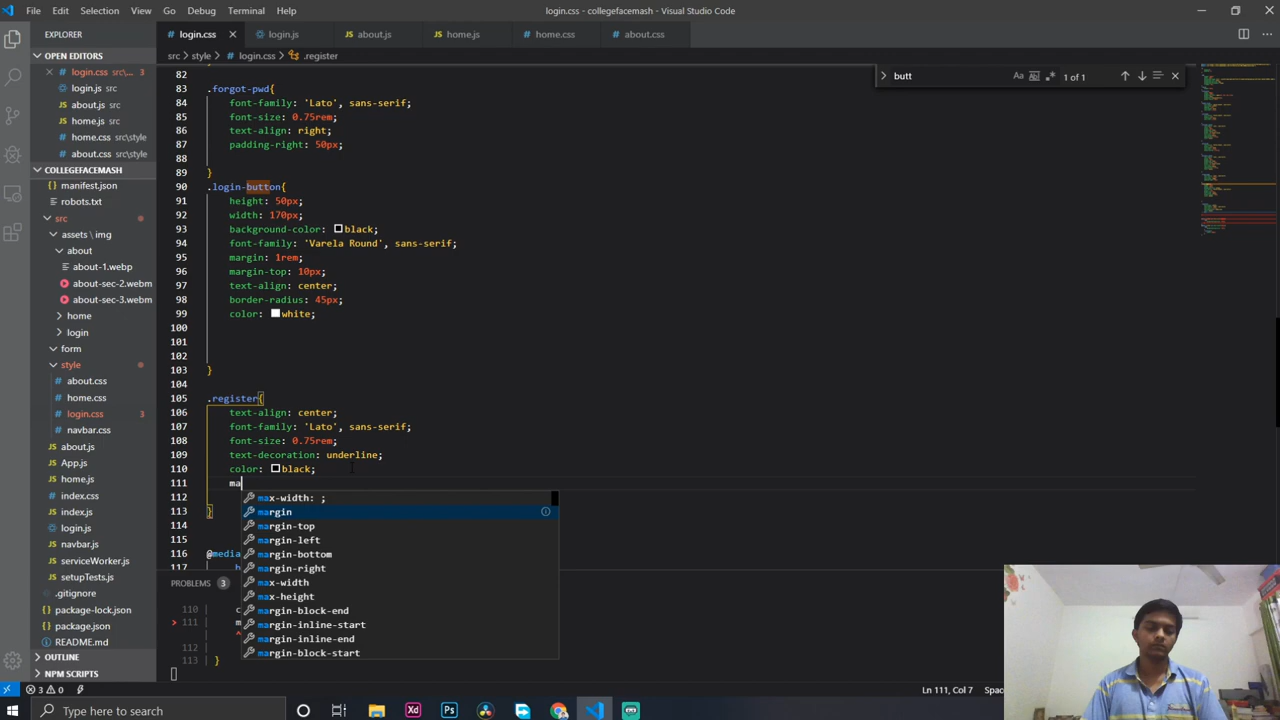 File Edit Selection View Go Debug Terminal Help
login.css - collegefacemash - Visual Studio Code
EXPLORER
login.css
login.js
about.js
home.js
home.css
about.css
src > style > login.css > .register
OPEN EDITORS
login.css src\... 3
login.js src
about.js src
home.js src
home.css src\style
about.css src\style
COLLEGEFACEMASH
manifest.json
robots.txt
src
assets \ img
about
about-1.webp
about-sec-2.webm
about-sec-3.webm
home
login
form
style
about.css
home.css
login.css 3
navbar.css
about.js
App.js
home.js
index.css
index.js
login.js
navbar.js
serviceWorker.js
setupTests.js
.gitignore
package-lock.json
package.json
README.md
OUTLINE
NPM SCRIPTS
butt
Aa
1 of 1
82
83 .forgot-pwd{
84 font-family: 'Lato', sans-serif;
85 font-size: 0.75rem;
86 text-align: right;
87 padding-right: 50px;
88
89 }
90 .login-button{
91 height: 50px;
92 width: 170px;
93 background-color: black;
94 font-family: 'Varela Round', sans-serif;
95 margin: 1rem;
96 margin-top: 10px;
97 text-align: center;
98 border-radius: 45px;
99 color: white;
100
101
102
103 }
104
105 .register{
106 text-align: center;
107 font-family: 'Lato', sans-serif;
108 font-size: 0.75rem;
109 text-decoration: underline;
110 color: black;
111 ma
112
113 }
114
116 @media
117
max-width: ;
margin
margin-top
margin-left
margin-bottom
margin-right
max-width
max-height
margin-block-end
margin-inline-start
margin-inline-end
margin-block-start
PROBLEMS 3
110 c
> 111 m
^
112
113 }
3 0
Ln 111, Col 7
Spac
Type here to search
Xd
Ps